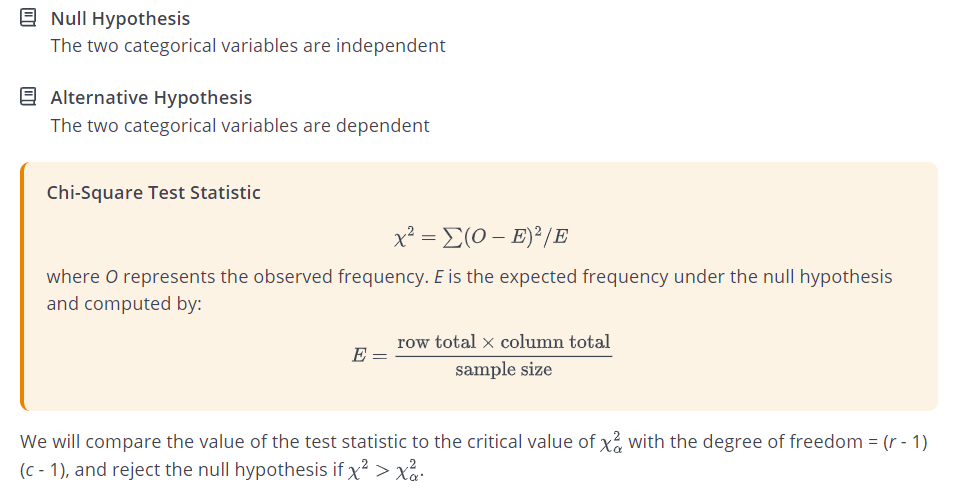 Null Hypothesis
The two categorical variables are independent
Alternative Hypothesis
The two categorical variables are dependent
Chi-Square Test Statistic
χ² = ∑(O − E)²/E
where O represents the observed frequency. E is the expected frequency under the null hypothesis
and computed by:
E = row total × column total / sample size
We will compare the value of the test statistic to the critical value of χ²_α with the degree of freedom = (r - 1)
(c - 1), and reject the null hypothesis if χ² > χ²_α.